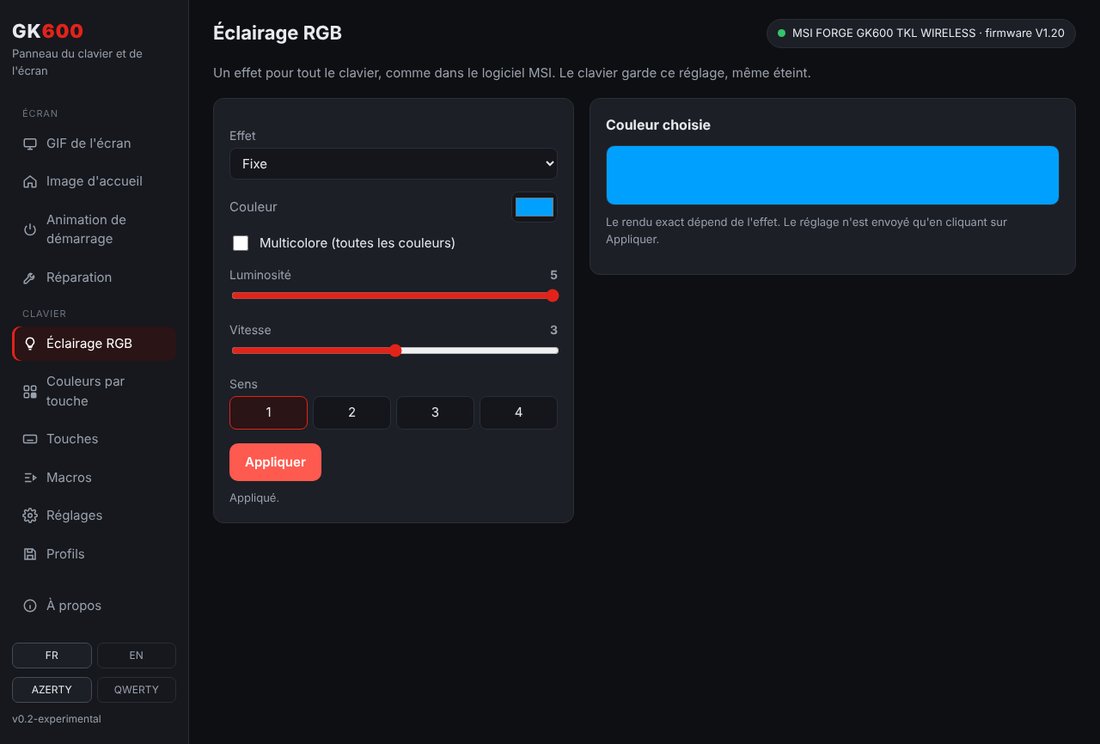 GK600
Panneau du clavier et de
l'écran
ÉCRAN
GIF de l'écran
Image d'accueil
Animation de
démarrage
Réparation
CLAVIER
Éclairage RGB
Couleurs par
touche
Touches
Macros
Réglages
Profils
À propos
FR
EN
AZERTY
QWERTY
v0.2-experimental
Éclairage RGB
MSI FORGE GK600 TKL WIRELESS · firmware V1.20
Un effet pour tout le clavier, comme dans le logiciel MSI. Le clavier garde ce réglage, même éteint.
Effet
Fixe
Couleur
Multicolore (toutes les couleurs)
Luminosité 5
Vitesse 3
Sens
1 2 3 4
Appliquer
Appliqué.
Couleur choisie
Le rendu exact dépend de l'effet. Le réglage n'est envoyé qu'en cliquant sur
Appliquer.